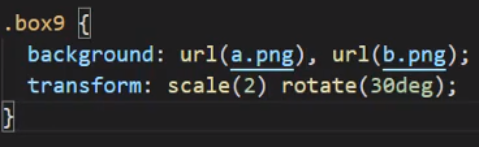 .box9 {
background: url(a.png), url(b.png);
transform: scale(2) rotate(30deg);
}